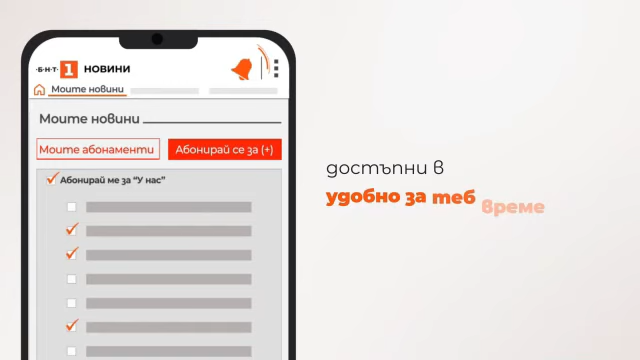 ·Б·Н·Т· 1 НОВИНИ
Моите новини
Моите новини
Моите абонаменти
Абонирай се за (+)
Абонирай ме за “У нас”
достъпни в
удобно за теб време